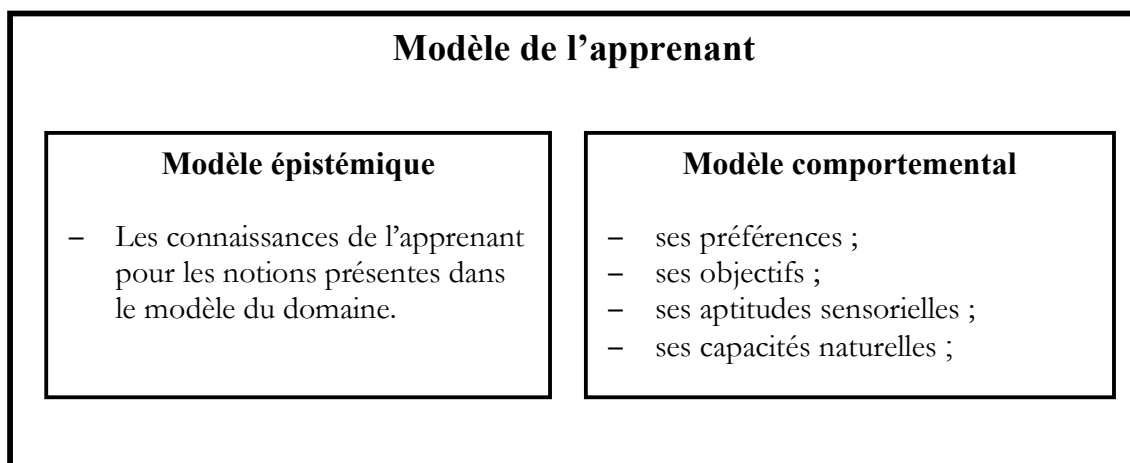 Modèle de l’apprenant
Modèle épistémique
– Les connaissances de l’apprenant
pour les notions présentes dans
le modèle du domaine.
Modèle comportemental
– ses préférences ;
– ses objectifs ;
– ses aptitudes sensorielles ;
– ses capacités naturelles ;